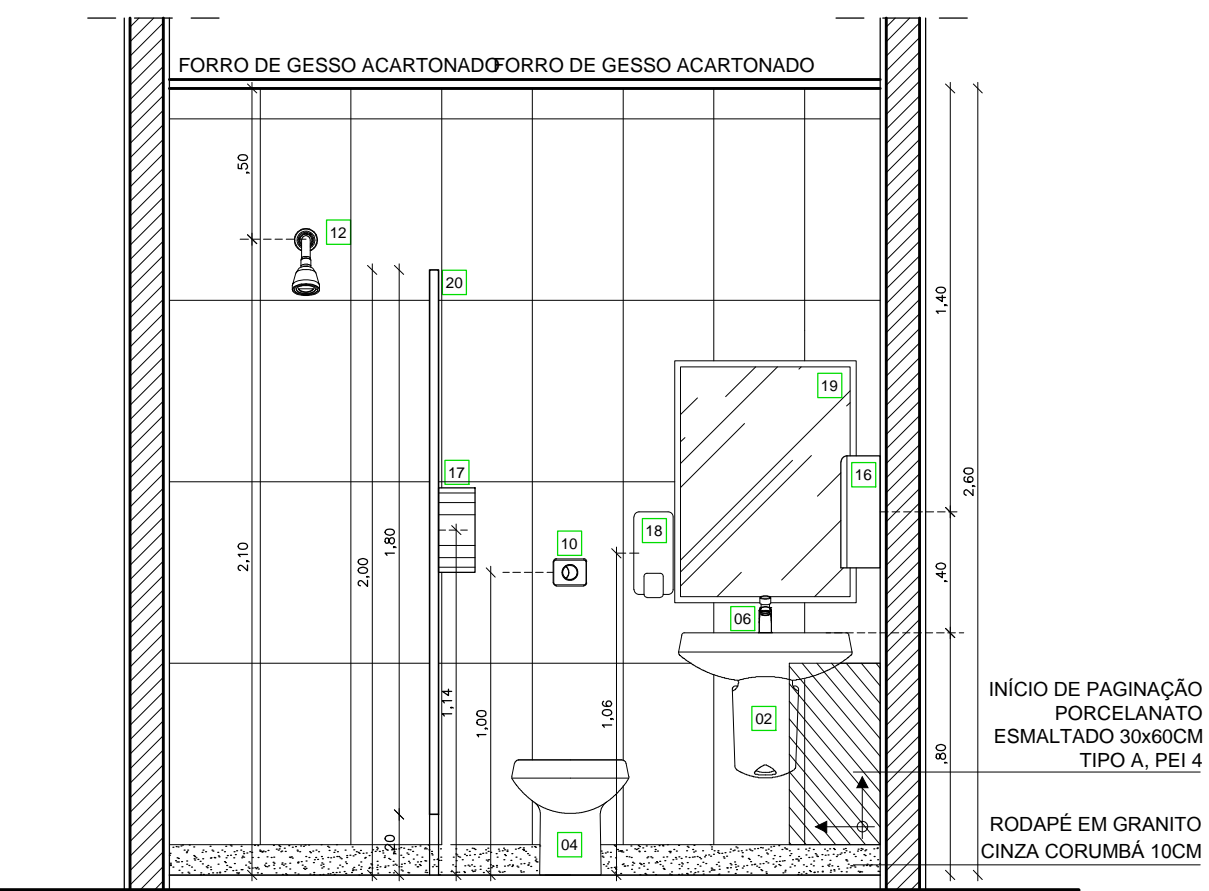 FORRO DE GESSO ACARTONADO
FORRO DE GESSO ACARTONADO
,50
12
20
1,40
19
17
16
2,60
18
10
1,80
2,10
2,00
,40
06
INÍCIO DE PAGINAÇÃO
PORCELANATO
ESMALTADO 30x60CM
TIPO A, PEI 4
1,14
1,00
1,06
02
,80
RODAPÉ EM GRANITO
CINZA CORUMBÁ 10CM
,20
04